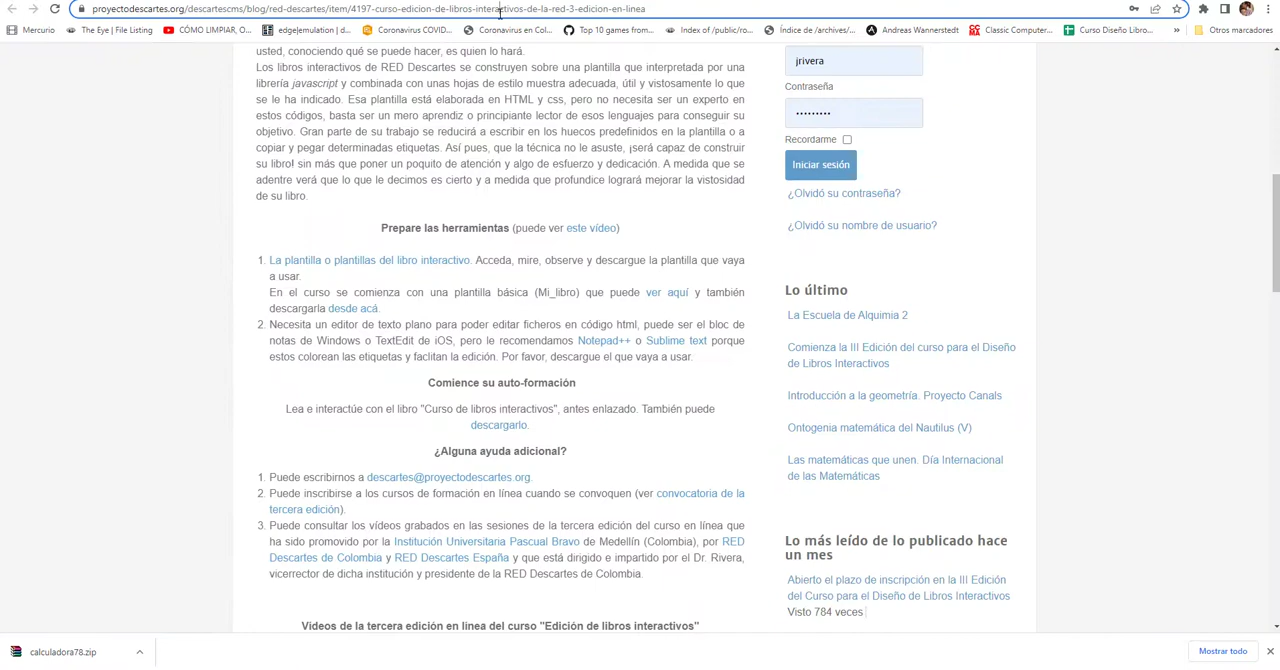 proyectodescartes.org/descartescms/blog/red-descartes/item/4197-curso-edicion-de-libros-interactivos-de-la-red-3-edicion-en-linea
Mercurio
The Eye | File Listing
CÓMO LIMPIAR, O...
edgeIemulation | d...
Coronavirus COVID...
Coronavirus en Col...
Top 10 games from...
Index of /public/ro...
Índice de /archives/...
Andreas Wannerstedt
Classic Computer...
Curso Diseño Libro...
»
Otros marcadores
usted, conociendo qué se puede hacer, es quien lo hará.
Los libros interactivos de RED Descartes se construyen sobre una plantilla que interpretada por una
librería javascript y combinada con unas hojas de estilo muestra adecuada, útil y vistosamente lo que
se le ha indicado. Esa plantilla está elaborada en HTML y css, pero no necesita ser un experto en
estos códigos, basta ser un mero aprendiz o principiante lector de esos lenguajes para conseguir su
objetivo. Gran parte de su trabajo se reducirá a escribir en los huecos predefinidos en la plantilla o a
copiar y pegar determinadas etiquetas. Así pues, que la técnica no le asuste, ¡será capaz de construir
su libro! sin más que poner un poquito de atención y algo de esfuerzo y dedicación. A medida que se
adentre verá que lo que le decimos es cierto y a medida que profundice logrará mejorar la vistosidad
de su libro.
Prepare las herramientas (puede ver este vídeo)
1. La plantilla o plantillas del libro interactivo. Acceda, mire, observe y descargue la plantilla que vaya
a usar.
En el curso se comienza con una plantilla básica (Mi_libro) que puede ver aquí y también
descargarla desde acá.
2. Necesita un editor de texto plano para poder editar ficheros en código html, puede ser el bloc de
notas de Windows o TextEdit de iOS, pero le recomendamos Notepad++ o Sublime text porque
estos colorean las etiquetas y facilitan la edición. Por favor, descargue el que vaya a usar.
Comience su auto-formación
Lea e interactúe con el libro "Curso de libros interactivos", antes enlazado. También puede
descargarlo.
¿Alguna ayuda adicional?
1. Puede escribirnos a descartes@proyectodescartes.org.
2. Puede inscribirse a los cursos de formación en línea cuando se convoquen (ver convocatoria de la
tercera edición).
3. Puede consultar los vídeos grabados en las sesiones de la tercera edición del curso en línea que
ha sido promovido por la Institución Universitaria Pascual Bravo de Medellín (Colombia), por RED
Descartes de Colombia y RED Descartes España y que está dirigido e impartido por el Dr. Rivera,
vicerrector de dicha institución y presidente de la RED Descartes de Colombia.
Vídeos de la tercera edición en línea del curso "Edición de libros interactivos"
jrivera
Contraseña
•••••••••
Recordarme
Iniciar sesión
¿Olvidó su contraseña?
¿Olvidó su nombre de usuario?
Lo último
La Escuela de Alquimia 2
Comienza la III Edición del curso para el Diseño
de Libros Interactivos
Introducción a la geometría. Proyecto Canals
Ontogenia matemática del Nautilus (V)
Las matemáticas que unen. Día Internacional
de las Matemáticas
Lo más leído de lo publicado hace
un mes
Abierto el plazo de inscripción en la III Edición
del Curso para el Diseño de Libros Interactivos
Visto 784 veces
calculadora78.zip
Mostrar todo